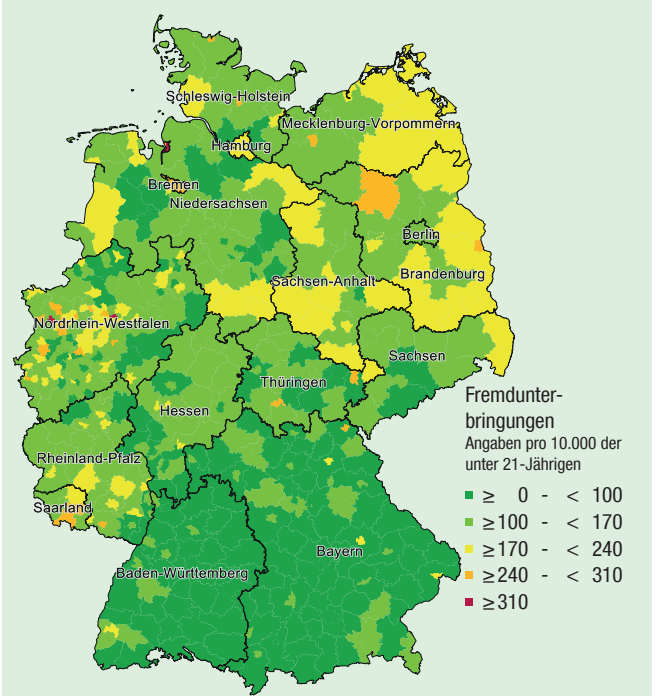 Schleswig-Holstein
Mecklenburg-Vorpommern
Hamburg
Bremen
Niedersachsen
Berlin
Brandenburg
Sachsen-Anhalt
Nordrhein-Westfalen
Sachsen
Thüringen
Hessen
Rheinland-Pfalz
Saarland
Bayern
Baden-Württemberg
Fremdunter-
bringungen
Angaben pro 10.000 der
unter 21-Jährigen
≥ 0 - < 100
≥100 - < 170
≥170 - < 240
≥240 - < 310
≥310